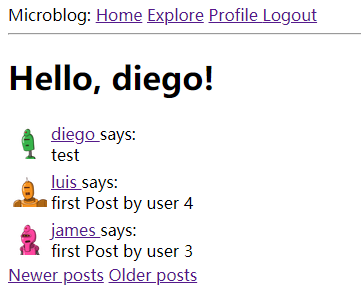 Microblog: Home Explore Profile Logout
Hello, diego!
diego says:
test
luis says:
first Post by user 4
james says:
first Post by user 3
Newer posts Older posts